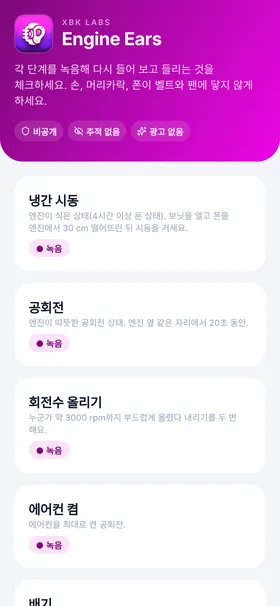 XBK LABS
Engine Ears
각 단계를 녹음해 다시 들어 보고 들리는 것을
체크하세요. 손, 머리카락, 폰이 벨트와 팬에 닿지 않게
하세요.
비공개
추적 없음
광고 없음
냉간 시동
엔진이 식은 상태(4시간 이상 둔 상태). 보닛을 열고 폰을
엔진에서 30 cm 떨어뜨린 뒤 시동을 거세요.
녹음
공회전
엔진이 따뜻한 공회전 상태. 엔진 옆 같은 자리에서 20초 동안.
녹음
회전수 올리기
누군가 약 3000 rpm까지 부드럽게 올렸다 내리기를 두 번
해요.
녹음
에어컨 켬
에어컨을 최대로 켠 공회전.
녹음
배기